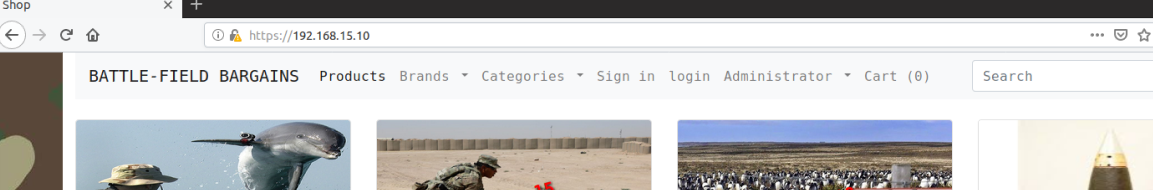 Shop
https://192.168.15.10
BATTLE-FIELD BARGAINS Products Brands Categories Sign in login Administrator Cart (0) Search